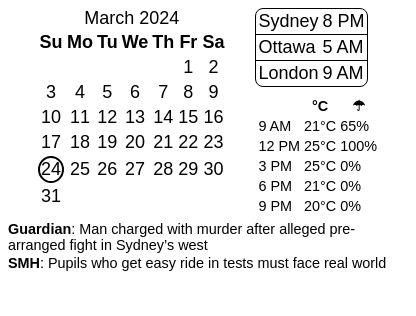 March 2024
Su Mo Tu We Th Fr Sa
1 2
3 4 5 6 7 8 9
10 11 12 13 14 15 16
17 18 19 20 21 22 23
24 25 26 27 28 29 30
31
Sydney 8 PM
Ottawa 5 AM
London 9 AM
°C ☂
9 AM 21°C 65%
12 PM 25°C 100%
3 PM 25°C 0%
6 PM 21°C 0%
9 PM 20°C 0%
Guardian: Man charged with murder after alleged pre-
arranged fight in Sydney’s west
SMH: Pupils who get easy ride in tests must face real world